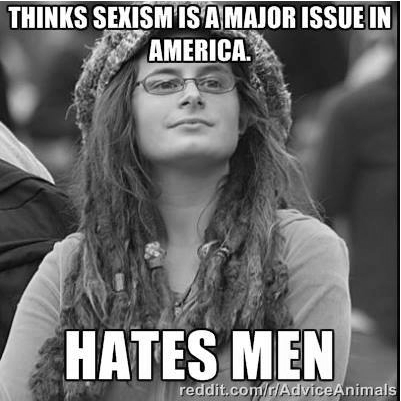 THINKS SEXISM IS A MAJOR ISSUE IN
AMERICA.
HATES MEN
reddit.com/r/AdviceAnimals